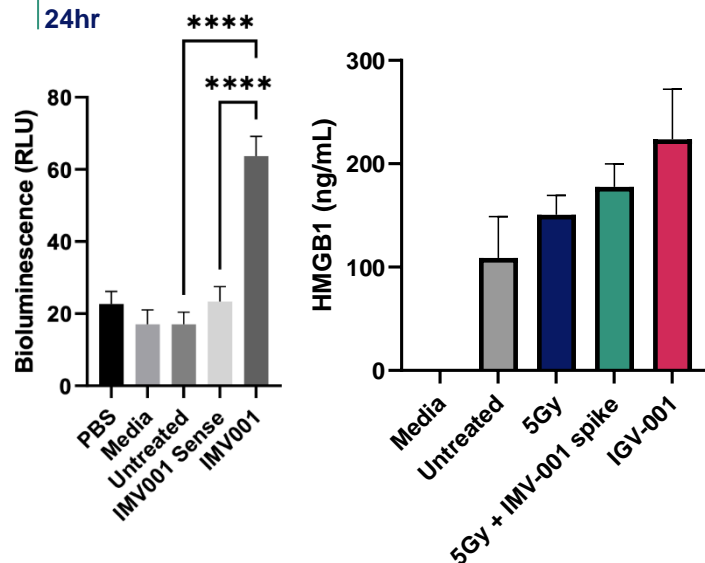 24hr
****
****
Bioluminescence (RLU)
80
60
40
20
0
PBS
Media
Untreated
IMV001 Sense
IMV001
HMGB1 (ng/mL)
300
200
100
0
Media
Untreated
5Gy
5Gy + IMV-001 spike
IGV-001